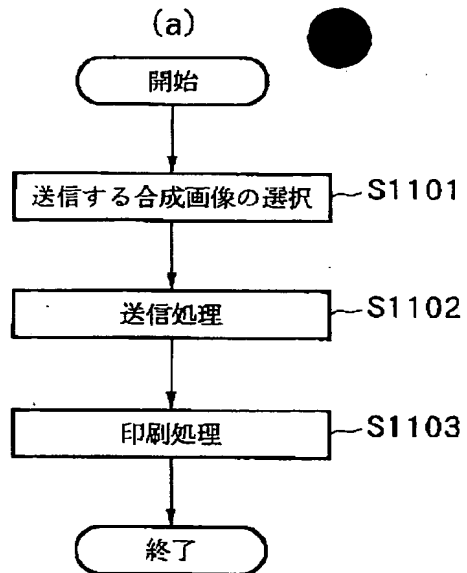 (a)
開始
送信する合成画像の選択 S1101
送信処理 S1102
印刷処理 S1103
終了